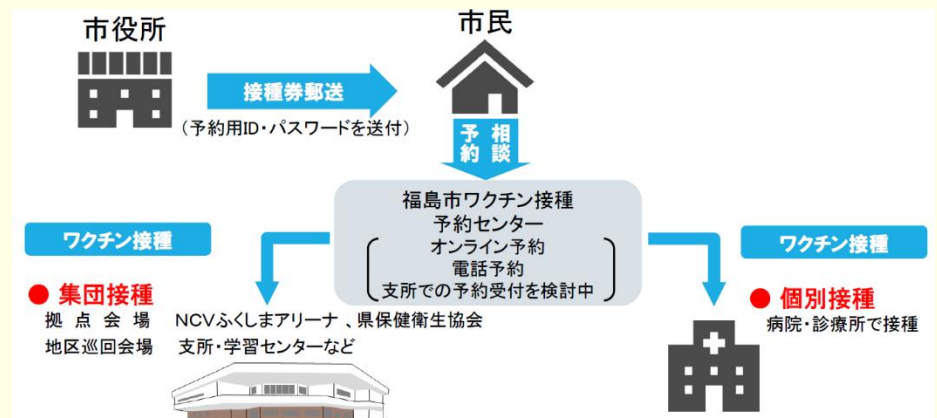 市役所
市民
接種券郵送
(予約用ID・パスワードを送付)
相談
予約
福島市ワクチン接種
予約センター
オンライン予約
電話予約
支所での予約受付を検討中
ワクチン接種
● 集団接種
拠点会場 NCVふくしまアリーナ 、県保健衛生協会
地区巡回会場 支所・学習センターなど
ワクチン接種
● 個別接種
病院・診療所で接種